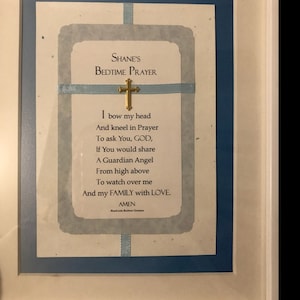 SHANE'S
BEDTIME PRAYER
I bow my head
And kneel in Prayer
To ask You, GOD,
If You would share
A Guardian Angel
From high above
To watch over me
And my FAMILY with LOVE.
AMEN